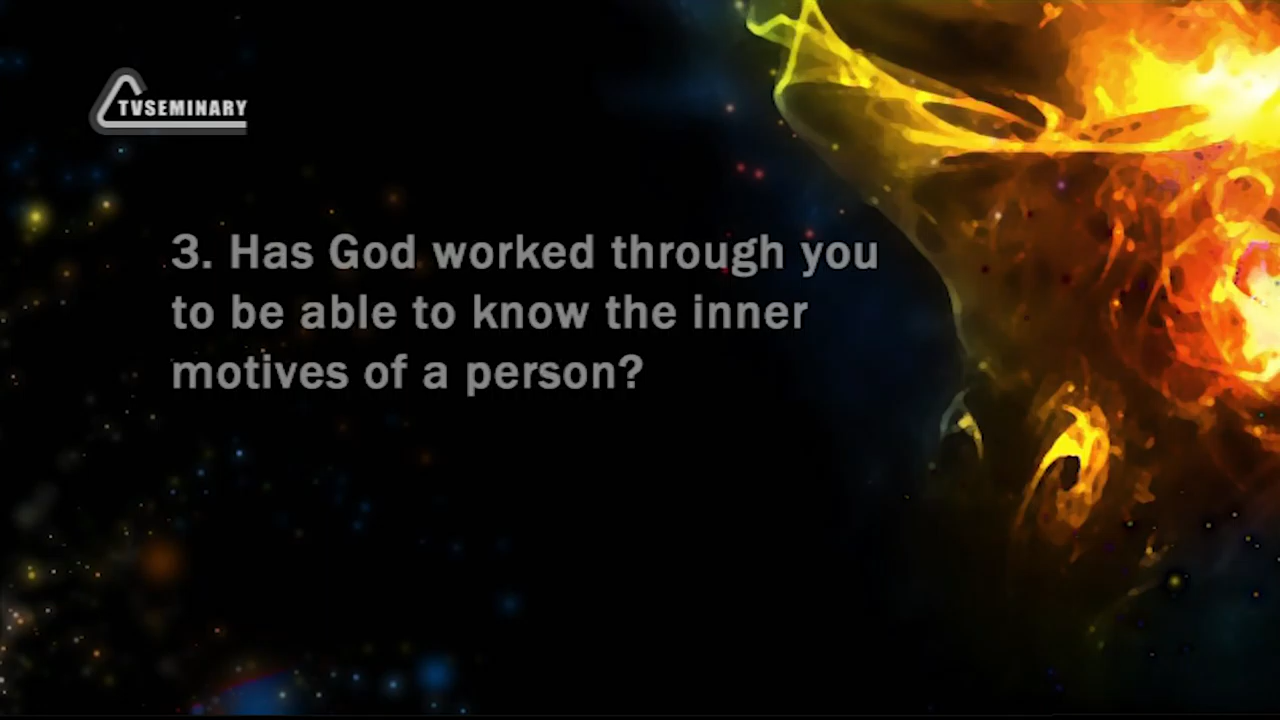 TVSEMINARY
3. Has God worked through you
to be able to know the inner
motives of a person?